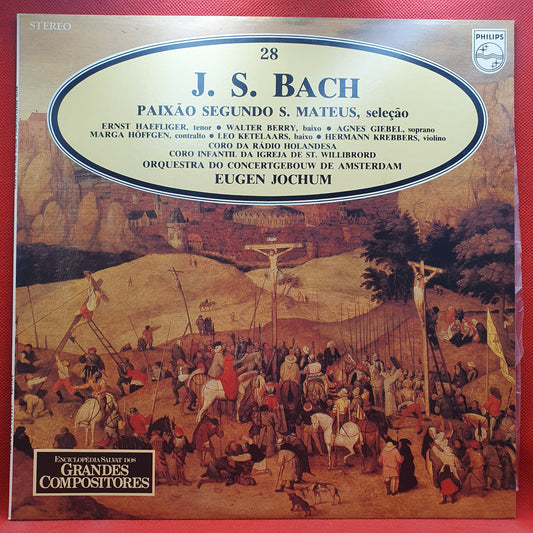 STEREO
PHILIPS
28
J. S. BACH
PAIXÃO SEGUNDO S. MATEUS, seleção
ERNST HAEFLIGER, tenor • WALTER BERRY, baixo • AGNES GIEBEL, soprano
MARGA HÖFFGEN, contralto • LEO KETELAARS, baixo • HERMANN KREBBERS, violino
CORO DA RÁDIO HOLANDESA
CORO INFANTIL DA IGREJA DE ST. WILLIBRORD
ORQUESTRA DO CONCERTGEBOUW DE AMSTERDAM
EUGEN JOCHUM
ENCICLOPÉDIA SALVAT DOS
GRANDES
COMPOSITORES